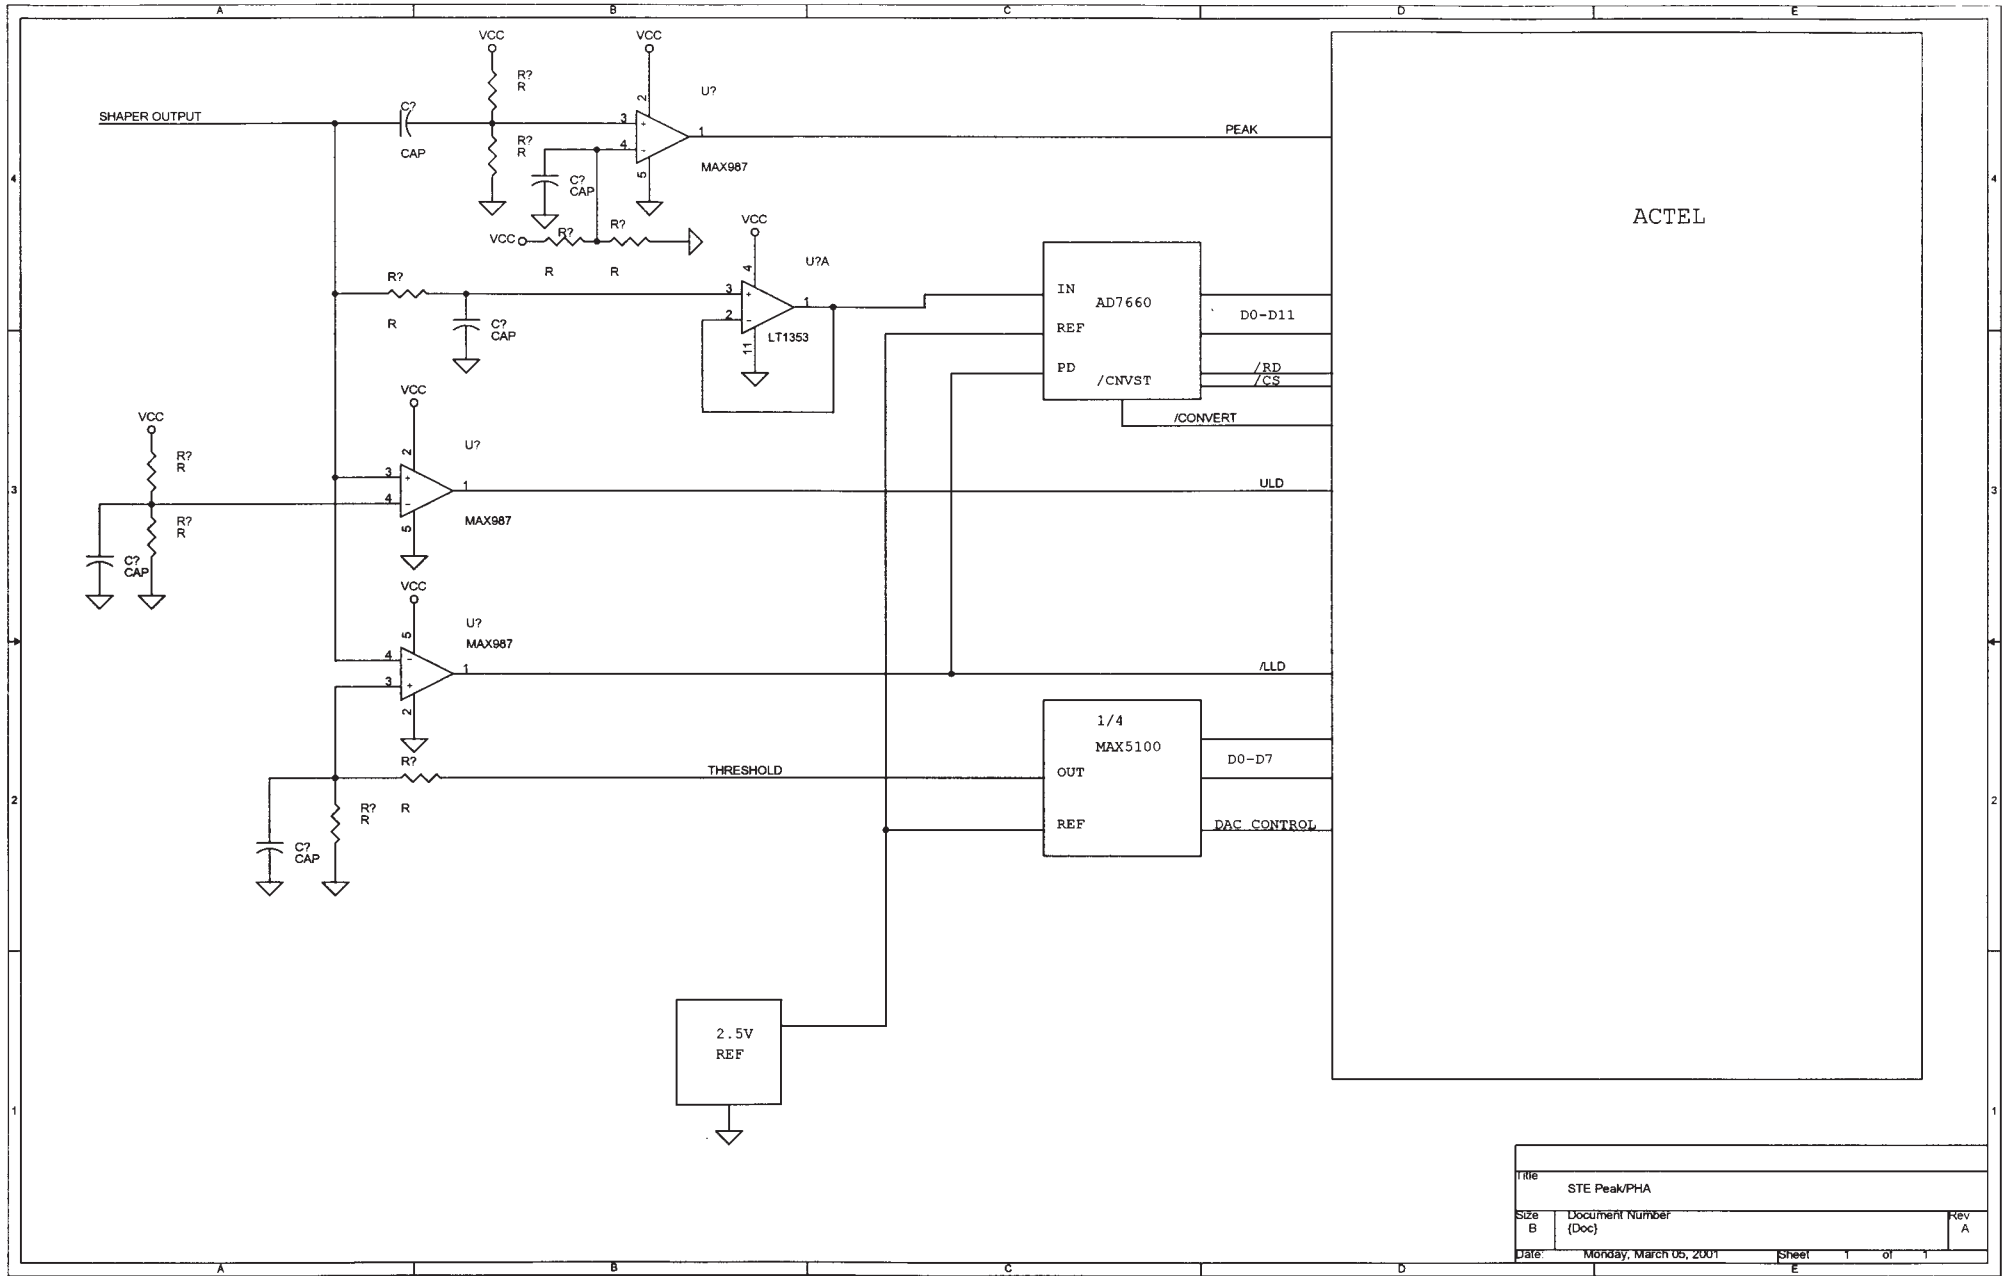 A B C D E
VCC
VCC
R?
R
U?
C?
SHAPER OUTPUT
CAP
2
3
4
5
1
R?
R
MAX987
PEAK
C?
CAP
4
4
ACTEL
VCC
R?
R?
R
R
VCC
U?A
R?
R
C?
CAP
4
3
2
1
11
LT1353
IN
REF
PD
AD7660
/CNVST
D0-D11
/RD
/CS
/CONVERT
VCC
VCC
R?
R
R?
R
C?
CAP
U?
2
3
4
5
1
MAX987
ULD
3
3
VCC
U?
MAX987
5
4
3
2
1
/LLD
1/4
MAX5100
OUT
REF
D0-D7
DAC CONTROL
THRESHOLD
R?
R
R?
R
C?
CAP
2
2
2.5V
REF
1
1
Title
STE Peak/PHA
Size
B
Document Number
{Doc}
Rev
A
Date:
Monday, March 05, 2001
Sheet 1 of 1
A B C D E